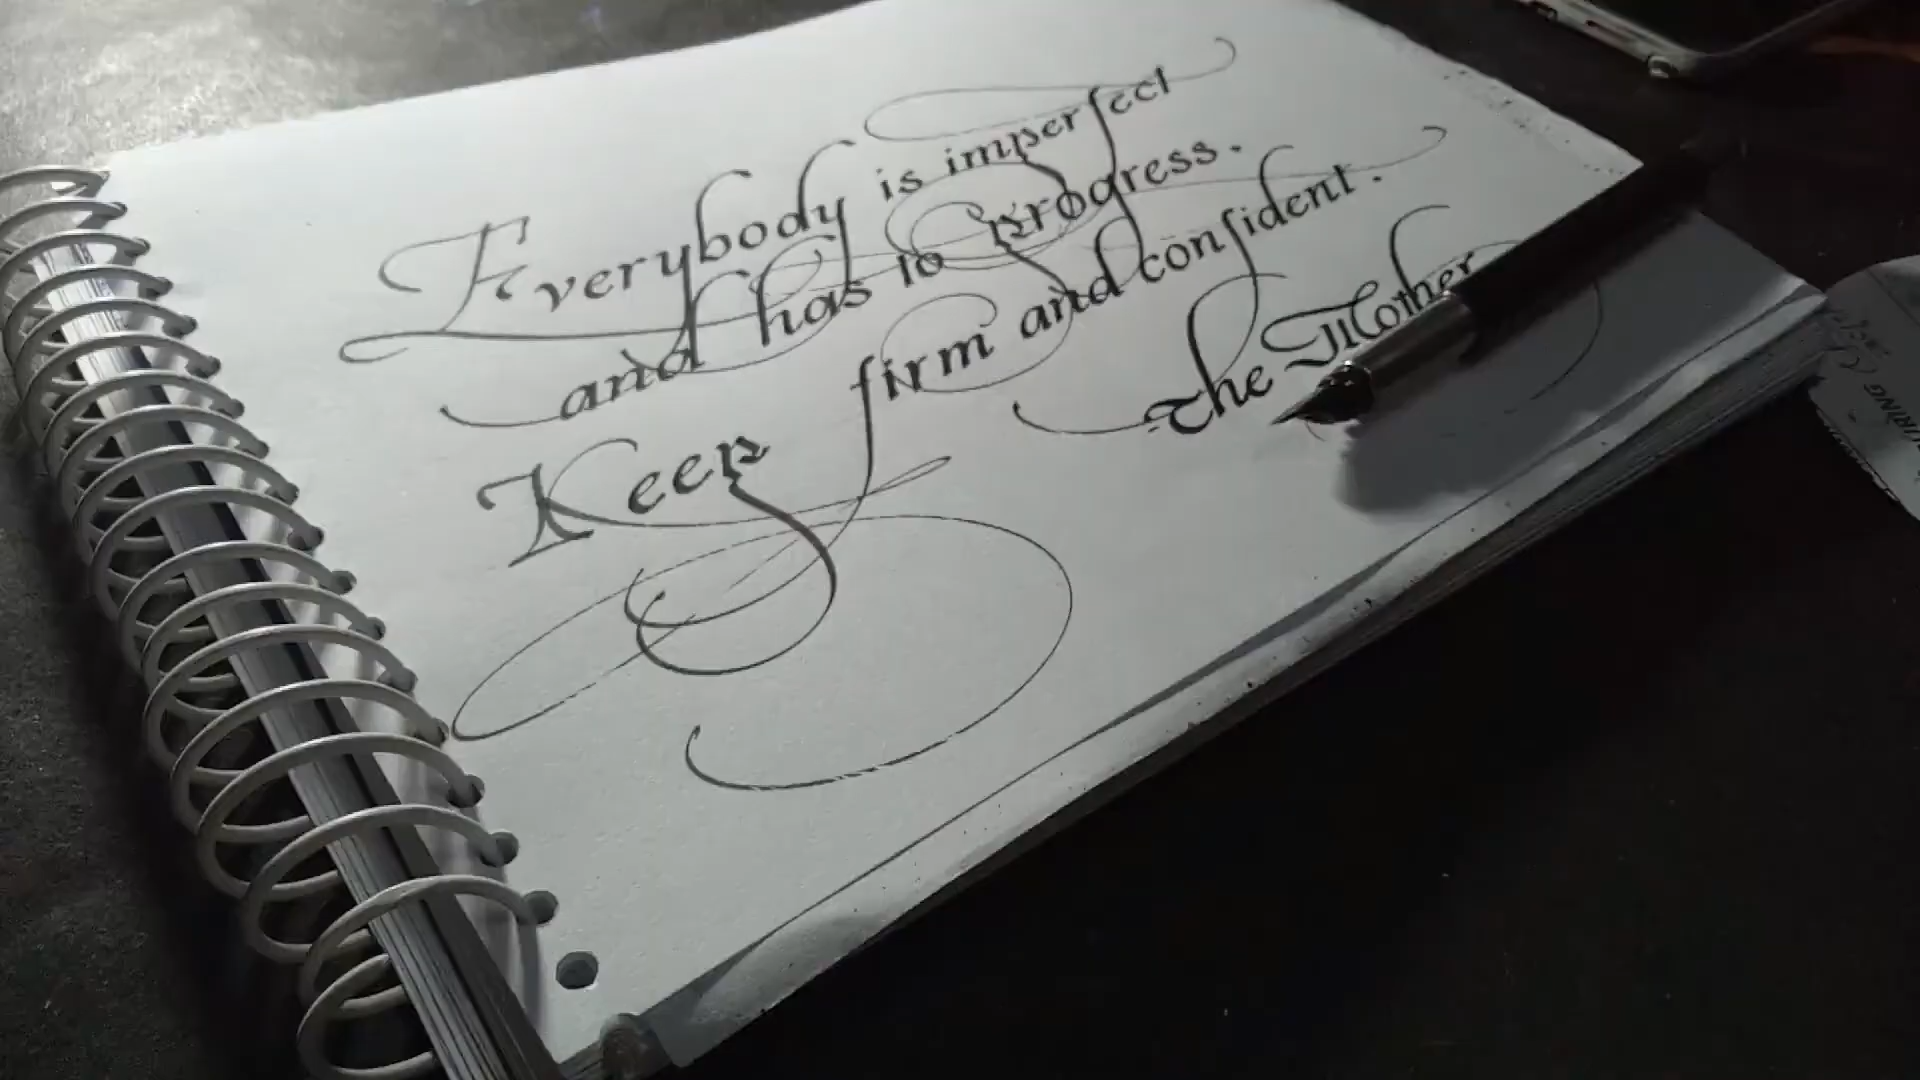 Everybody is imperfect
and has to progress.
Keep firm and confident.
-The Mother